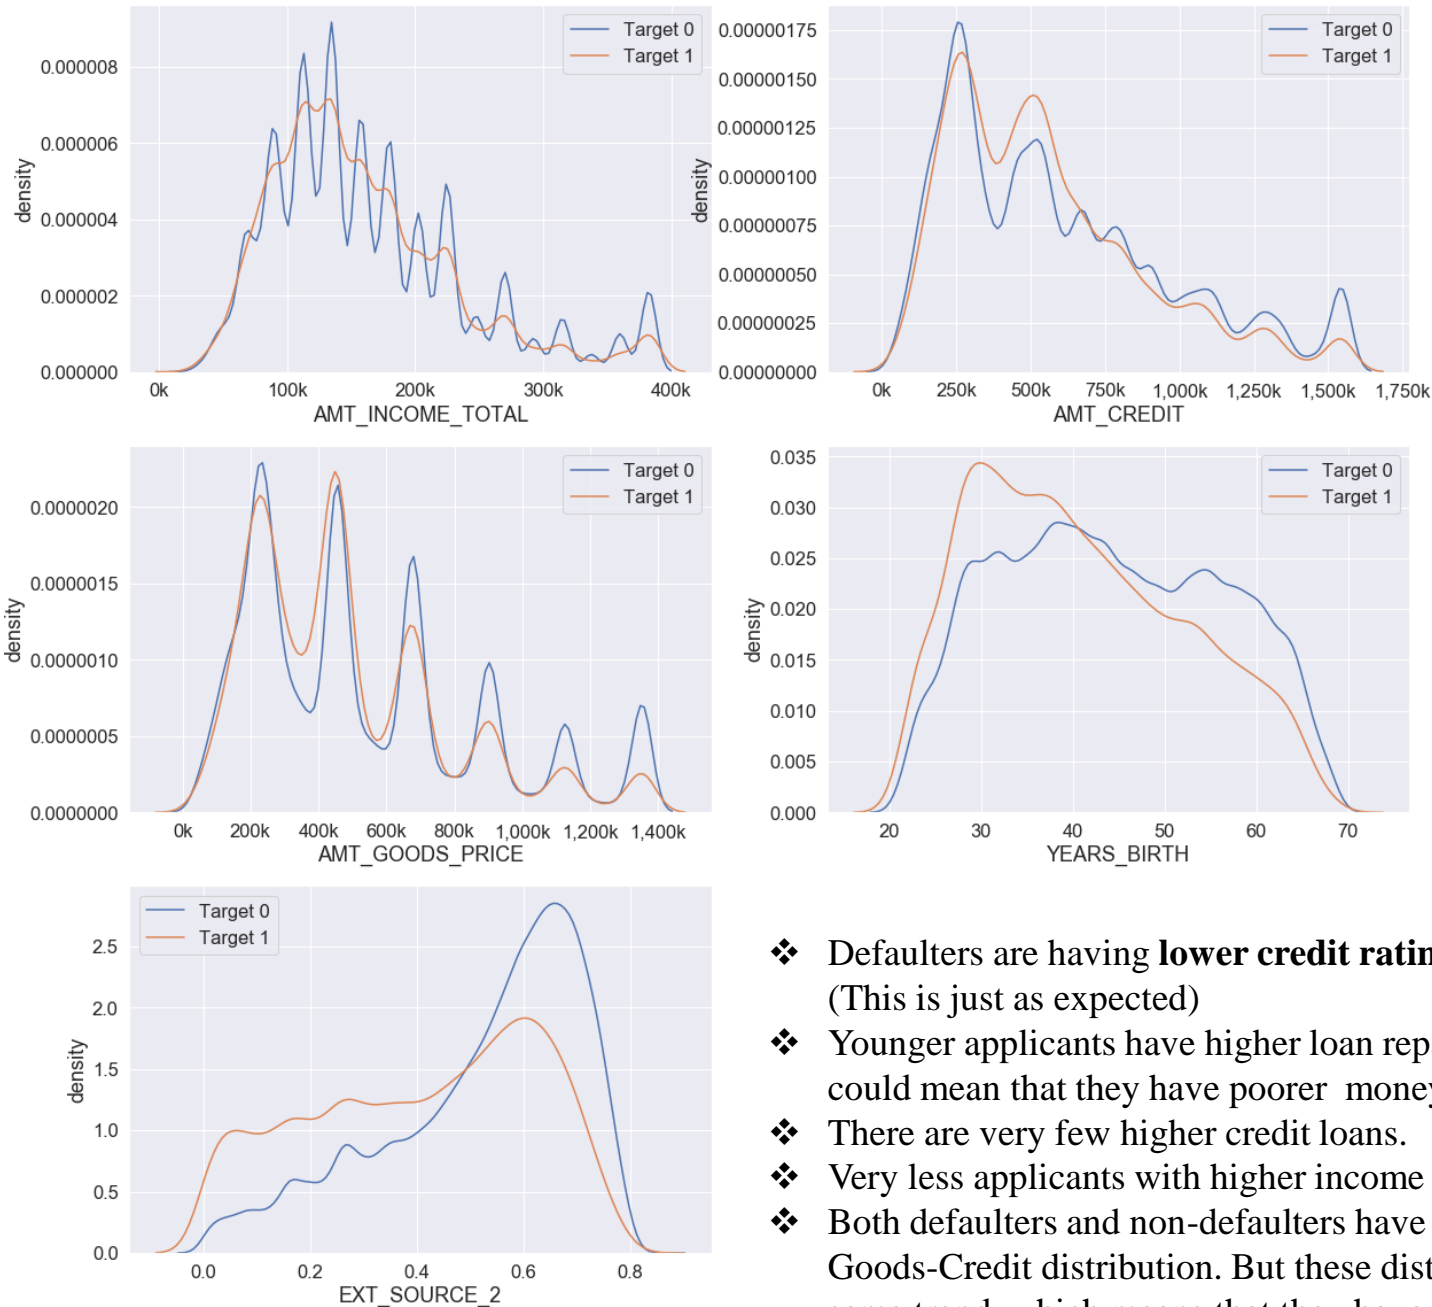 Target 0
Target 1
0.000008
0.000006
0.000004
0.000002
0.000000
density
0k 100k 200k 300k 400k
AMT_INCOME_TOTAL
Target 0
Target 1
0.00000175
0.00000150
0.00000125
0.00000100
0.00000075
0.00000050
0.00000025
0.00000000
density
0k 250k 500k 750k 1,000k 1,250k 1,500k 1,750k
AMT_CREDIT
Target 0
Target 1
0.0000020
0.0000015
0.0000010
0.0000005
0.0000000
density
0k 200k 400k 600k 800k 1,000k 1,200k 1,400k
AMT_GOODS_PRICE
Target 0
Target 1
0.035
0.030
0.025
0.020
0.015
0.010
0.005
0.000
density
20 30 40 50 60 70
YEARS_BIRTH
Target 0
Target 1
2.5
2.0
1.5
1.0
0.5
0.0
density
0.0 0.2 0.4 0.6 0.8
EXT_SOURCE_2
❖ Defaulters are having lower credit ratin
(This is just as expected)
❖ Younger applicants have higher loan rep
could mean that they have poorer money
❖ There are very few higher credit loans.
❖ Very less applicants with higher income
❖ Both defaulters and non-defaulters have
Goods-Credit distribution. But these dist
same trend, which means that they have